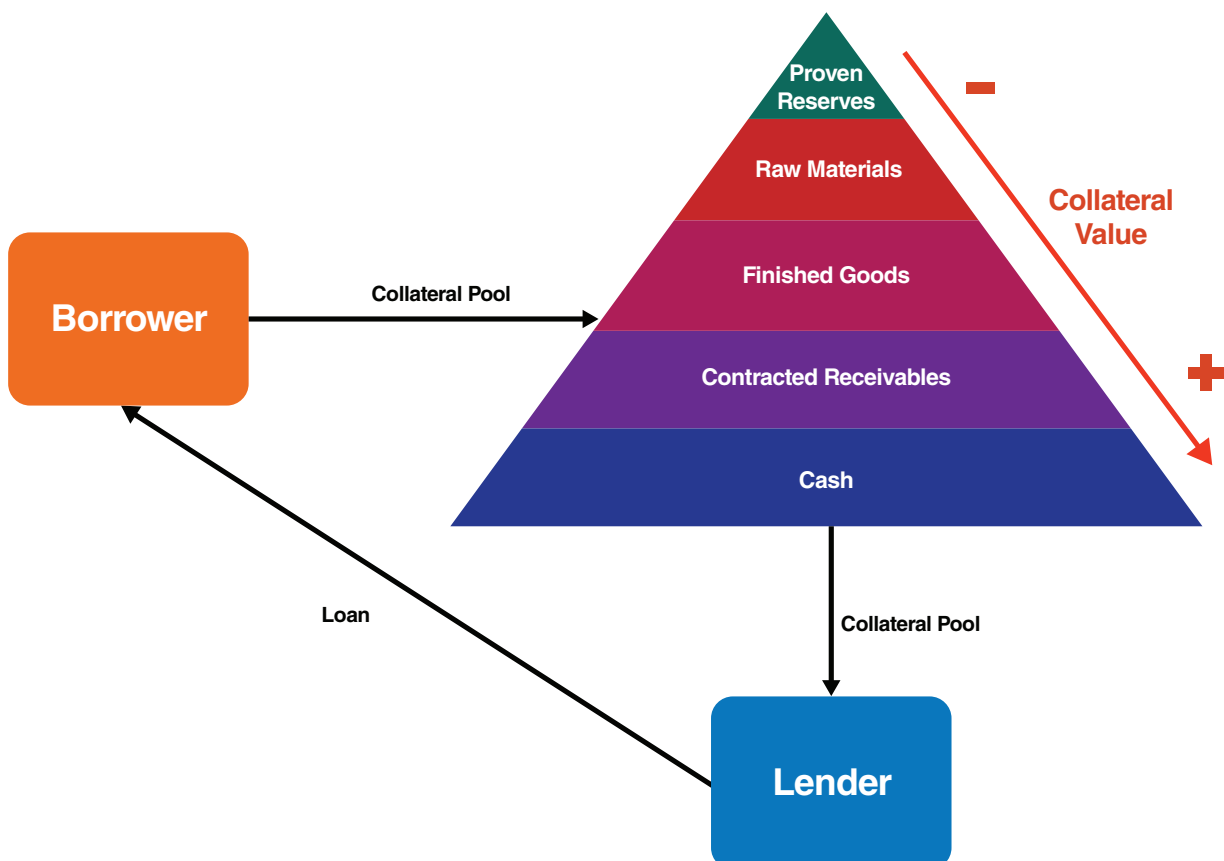 Proven
Reserves
-
Raw Materials
Collateral
Value
Finished Goods
Collateral Pool
Borrower
Contracted Receivables
+
Cash
Loan
Collateral Pool
Lender